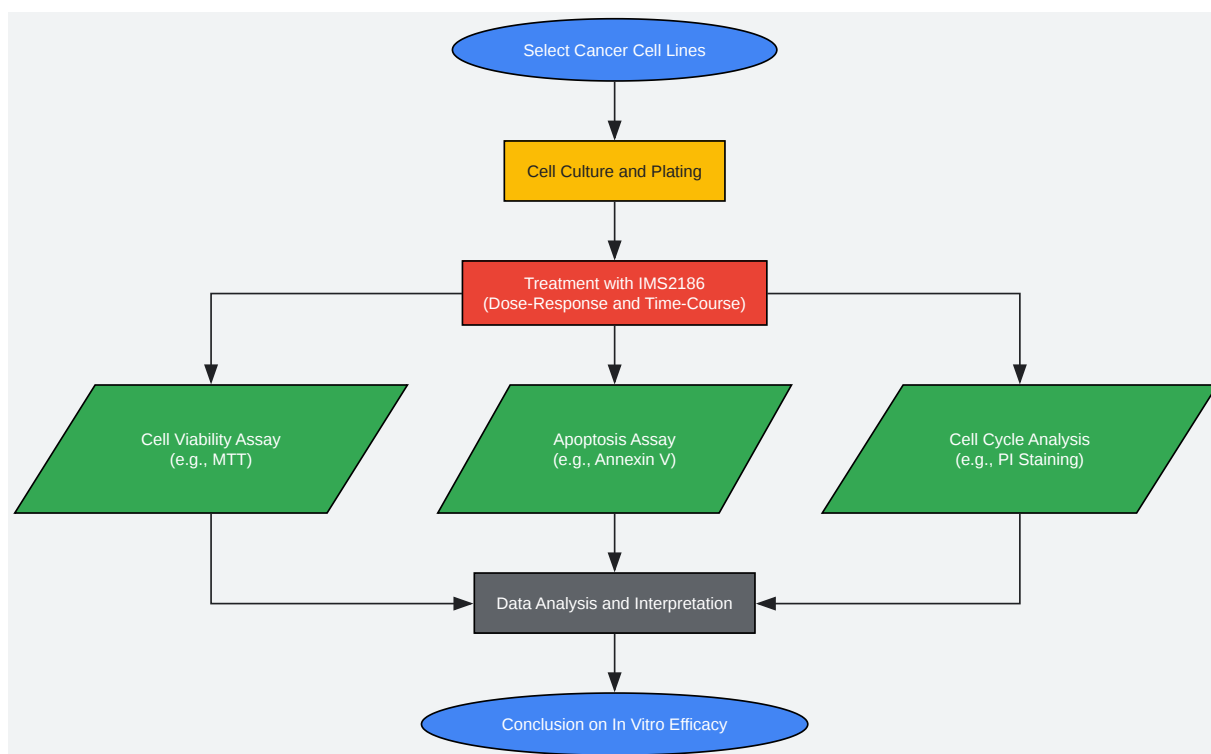 Select Cancer Cell Lines
Cell Culture and Plating
Treatment with IMS2186
(Dose-Response and Time-Course)
Cell Viability Assay
(e.g., MTT)
Apoptosis Assay
(e.g., Annexin V)
Cell Cycle Analysis
(e.g., PI Staining)
Data Analysis and Interpretation
Conclusion on In Vitro Efficacy